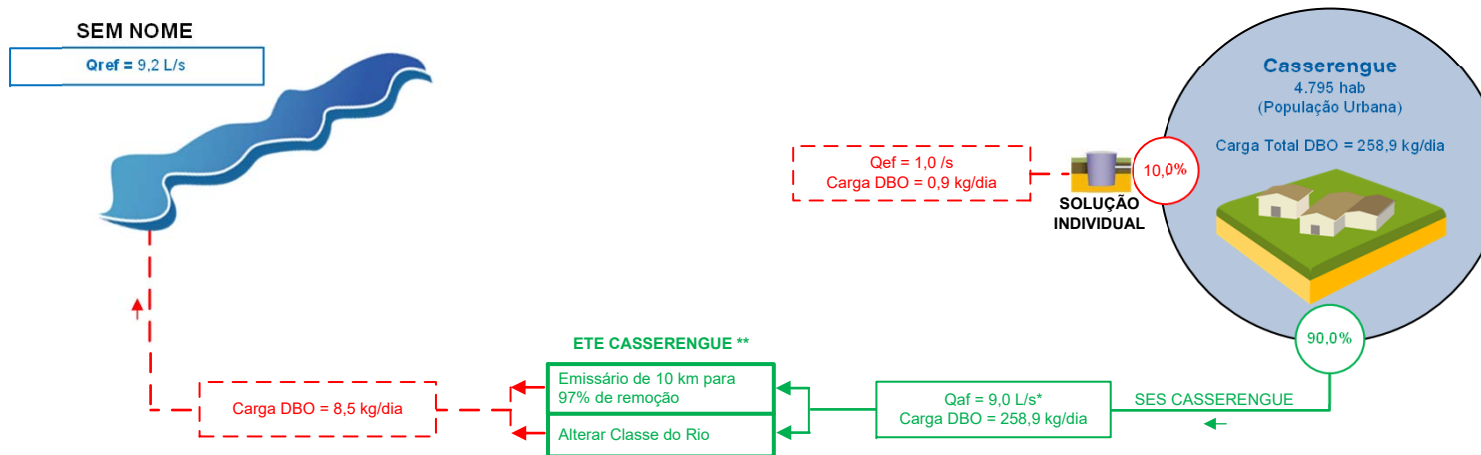 SEM NOME
Qref = 9,2 L/s
Casserengue
4.795 hab
(População Urbana)
Carga Total DBO = 258,9 kg/dia
Qef = 1,0 /s
Carga DBO = 0,9 kg/dia
10,0%
SOLUÇÃO
INDIVIDUAL
90,0%
ETE CASSERENGUE **
Emissário de 10 km para
97% de remoção
Alterar Classe do Rio
Carga DBO = 8,5 kg/dia
Qaf = 9,0 L/s*
Carga DBO = 258,9 kg/dia
SES CASSERENGUE